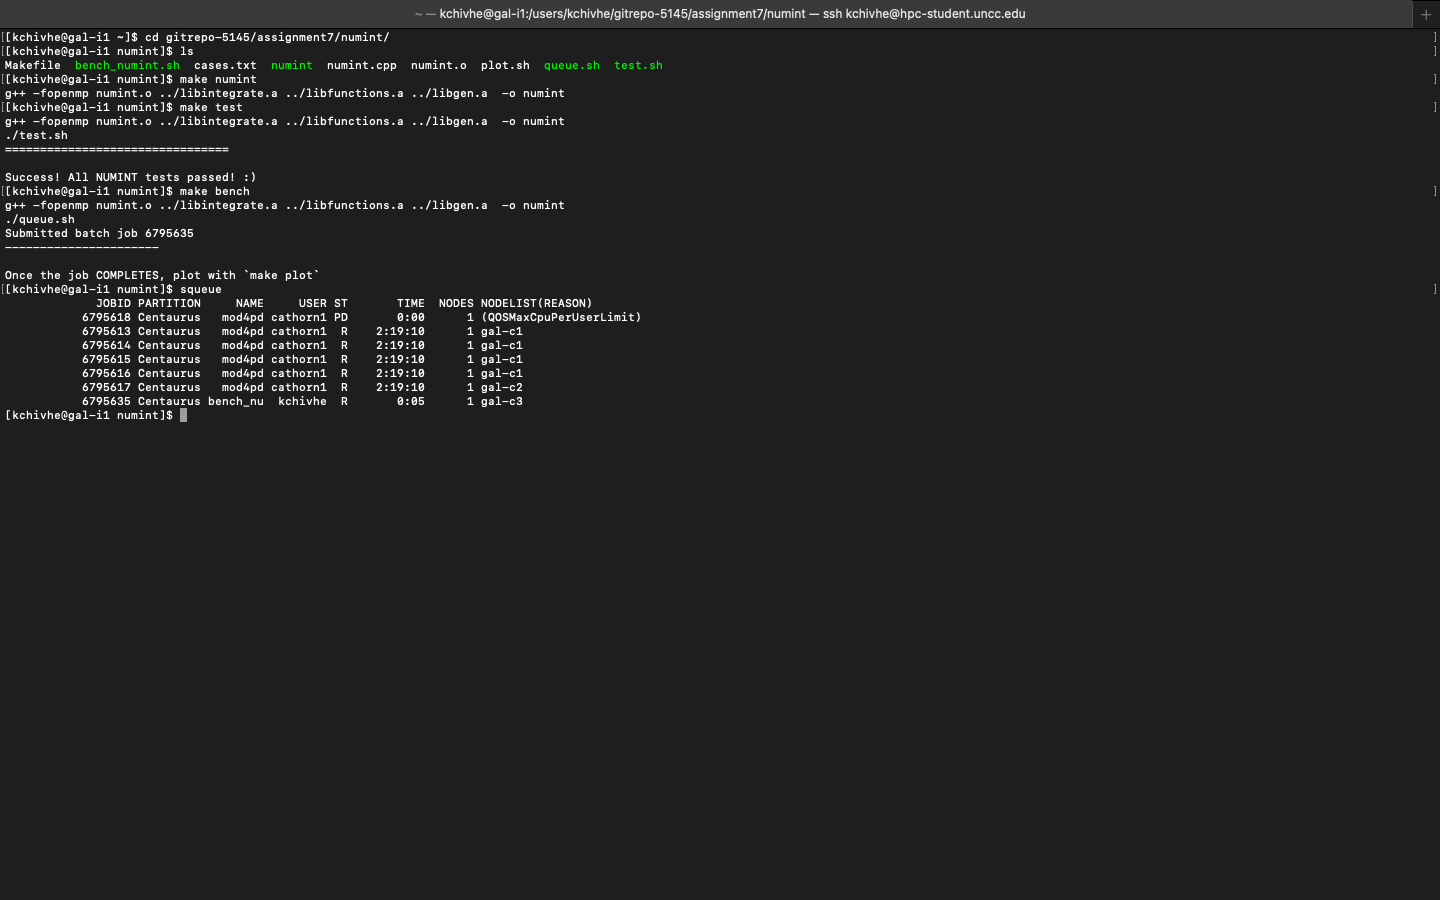 ~ — kchivhe@gal-i1:/users/kchivhe/gitrepo-5145/assignment7/numint — ssh kchivhe@hpc-student.uncc.edu +
[[kchivhe@gal-i1 ~]$ cd gitrepo-5145/assignment7/numint/ ]
[[kchivhe@gal-i1 numint]$ ls ]
Makefile  bench_numint.sh  cases.txt  numint  numint.cpp  numint.o  plot.sh  queue.sh  test.sh
[[kchivhe@gal-i1 numint]$ make numint ]
g++ -fopenmp numint.o ../libintegrate.a ../libfunctions.a ../libgen.a  -o numint
[[kchivhe@gal-i1 numint]$ make test ]
g++ -fopenmp numint.o ../libintegrate.a ../libfunctions.a ../libgen.a  -o numint
./test.sh
================================
Success! All NUMINT tests passed! :)
[[kchivhe@gal-i1 numint]$ make bench ]
g++ -fopenmp numint.o ../libintegrate.a ../libfunctions.a ../libgen.a  -o numint
./queue.sh
Submitted batch job 6795635
----------------------
Once the job COMPLETES, plot with `make plot`
[[kchivhe@gal-i1 numint]$ squeue ]
JOBID PARTITION     NAME     USER ST       TIME  NODES NODELIST(REASON)
6795618 Centaurus   mod4pd cathorn1 PD       0:00      1 (QOSMaxCpuPerUserLimit)
6795613 Centaurus   mod4pd cathorn1  R    2:19:10      1 gal-c1
6795614 Centaurus   mod4pd cathorn1  R    2:19:10      1 gal-c1
6795615 Centaurus   mod4pd cathorn1  R    2:19:10      1 gal-c1
6795616 Centaurus   mod4pd cathorn1  R    2:19:10      1 gal-c1
6795617 Centaurus   mod4pd cathorn1  R    2:19:10      1 gal-c2
6795635 Centaurus bench_nu  kchivhe  R       0:05      1 gal-c3
[kchivhe@gal-i1 numint]$